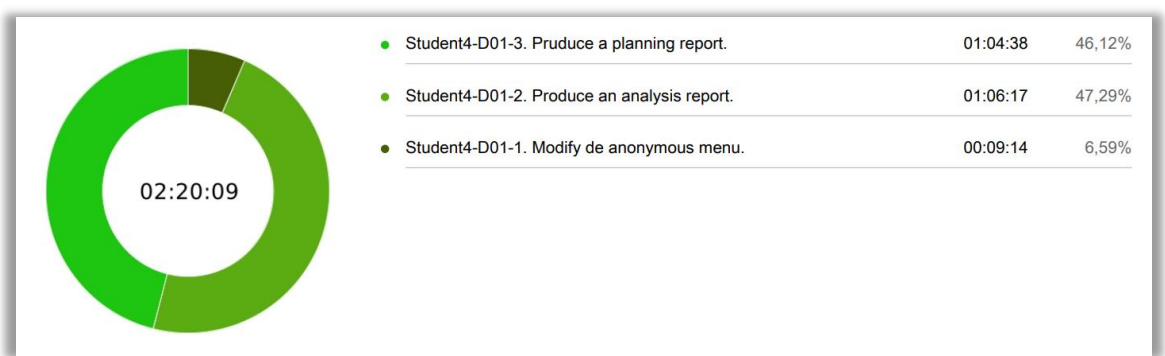 02:20:09
Student4-D01-3. Pruduce a planning report. 01:04:38 46,12%
Student4-D01-2. Produce an analysis report. 01:06:17 47,29%
Student4-D01-1. Modify de anonymous menu. 00:09:14 6,59%